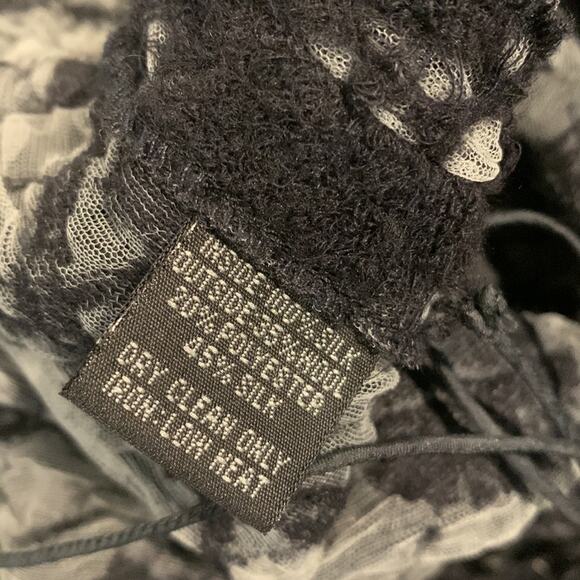 INSIDE 100% SILK
OUTSIDE 35% WOOL
20% POLYESTER
45% SILK
DRY CLEAN ONLY
IRON-LOW HEAT